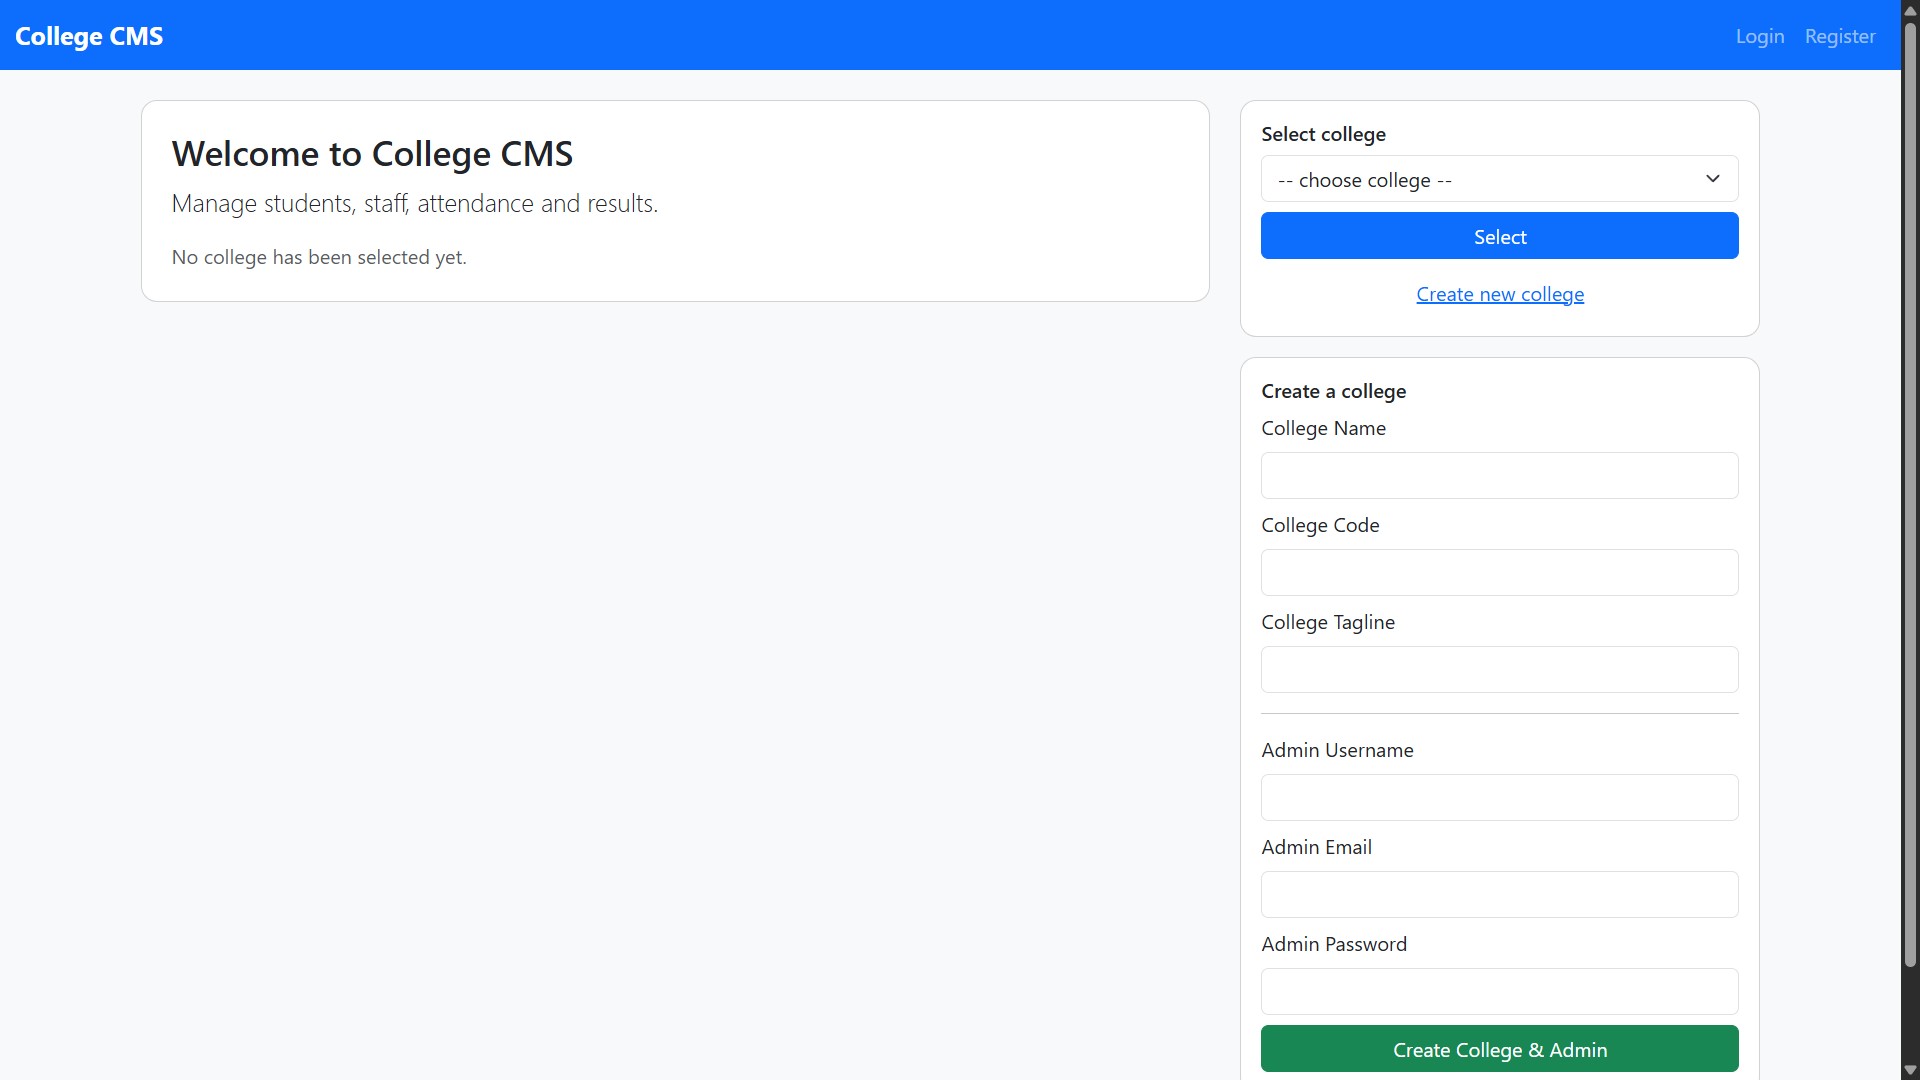 College CMS
Login Register
Welcome to College CMS
Manage students, staff, attendance and results.
No college has been selected yet.
Select college
-- choose college --
Select
Create new college
Create a college
College Name
College Code
College Tagline
Admin Username
Admin Email
Admin Password
Create College & Admin